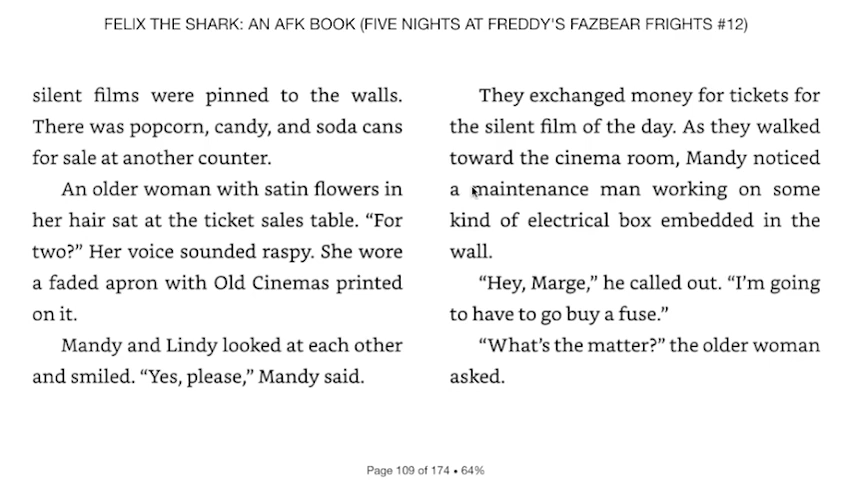 FELIX THE SHARK: AN AFK BOOK (FIVE NIGHTS AT FREDDY'S FAZBEAR FRIGHTS #12)
silent films were pinned to the walls.
There was popcorn, candy, and soda cans
for sale at another counter.
An older woman with satin flowers in
her hair sat at the ticket sales table. “For
two?” Her voice sounded raspy. She wore
a faded apron with Old Cinemas printed
on it.
Mandy and Lindy looked at each other
and smiled. “Yes, please,” Mandy said.
They exchanged money for tickets for
the silent film of the day. As they walked
toward the cinema room, Mandy noticed
a maintenance man working on some
kind of electrical box embedded in the
wall.
“Hey, Marge,” he called out. “I’m going
to have to go buy a fuse.”
“What’s the matter?” the older woman
asked.
Page 109 of 174 • 64%